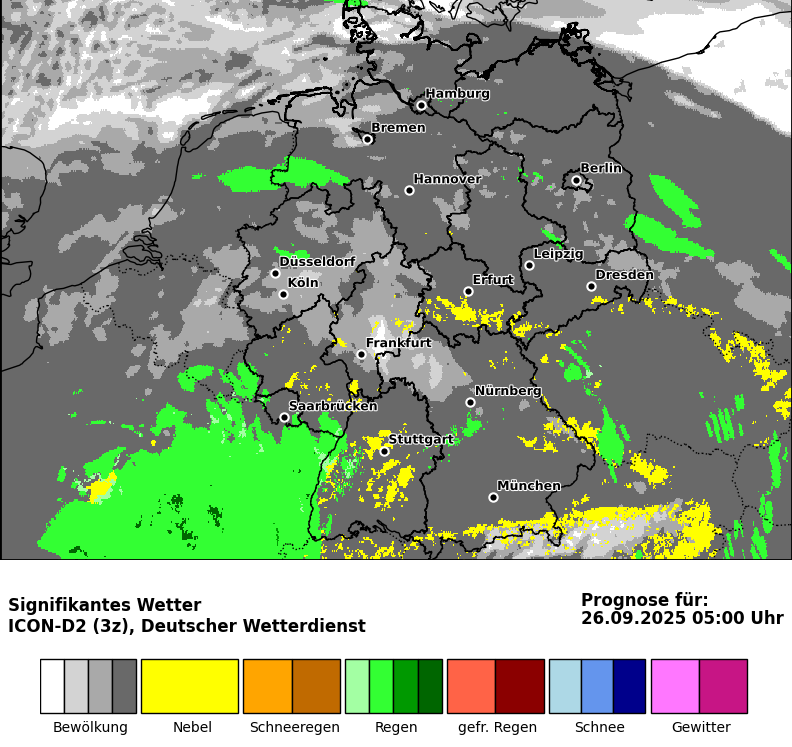 Hamburg
Bremen
Berlin
Hannover
Düsseldorf
Leipzig
Köln
Erfurt
Dresden
Frankfurt
Nürnberg
Saarbrücken
Stuttgart
München
Signifikantes Wetter
ICON-D2 (3z), Deutscher Wetterdienst
Prognose für:
26.09.2025 05:00 Uhr
Bewölkung Nebel Schneeregen Regen gefr. Regen Schnee Gewitter